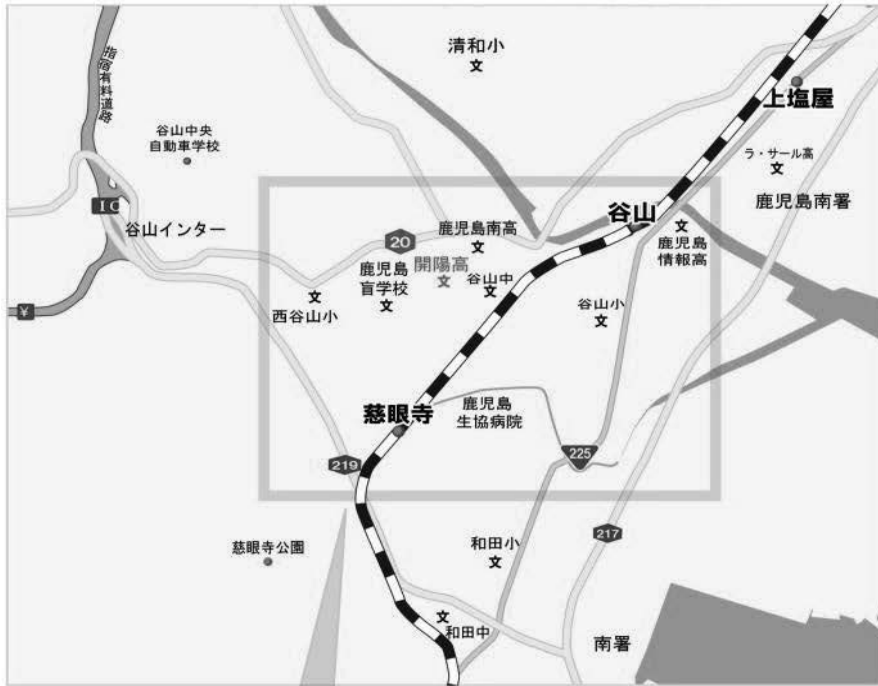 清和小
文
指宿有料道路
上塩屋
谷山中央
自動車学校
ラ・サール高
文
IC
谷山インター
谷山
鹿児島南署
20
鹿児島南高
文
鹿児島
情報高
文
鹿児島
盲学校
文
開陽高
文
谷山中
文
西谷山小
文
谷山小
文
¥
慈眼寺
鹿児島
生協病院
219
225
217
慈眼寺公園
和田小
文
文
和田中
南署